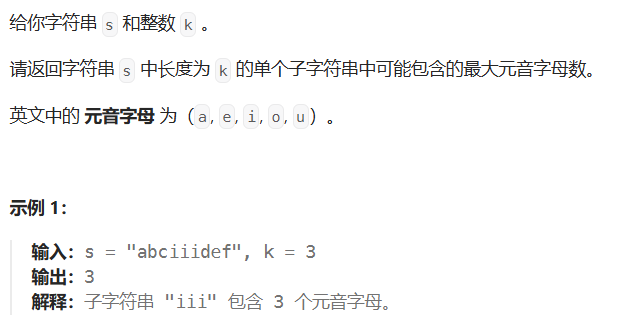 给你字符串 s 和整数 k 。
请返回字符串 s 中长度为 k 的单个子字符串中可能包含的最大元音字母数。
英文中的 元音字母 为（a, e, i, o, u）。
示例 1：
输入：s = "abciiidef", k = 3
输出：3
解释：子字符串 "iii" 包含 3 个元音字母。